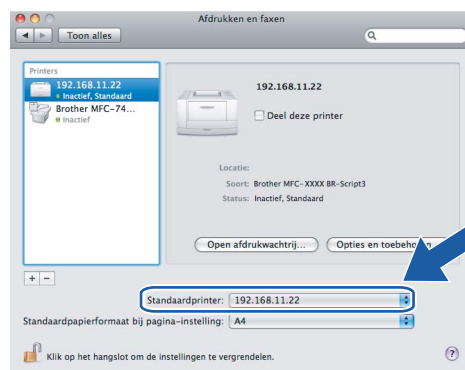 Afdrukken en faxen
Toon alles
Printers
192.168.11.22
Inactief, Standaard
Brother MFC-74...
Inactief
192.168.11.22
Deel deze printer
Locatie:
Soort: Brother MFC-XXXX BR-Script3
Status: Inactief, Standaard
Open afdrukwachtrij...
Opties en
+ -
Standaardprinter: 192.168.11.22
Standaardpapierformaat bij pagina-instelling: A4
Klik op het hangslot om de instellingen te vergrendelen.
?